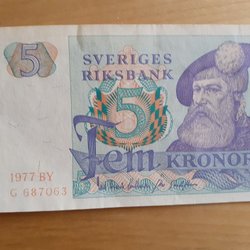 5
SVERIGES
RIKSBANK
5
Fem KRONOR
1977 BY
G 687063